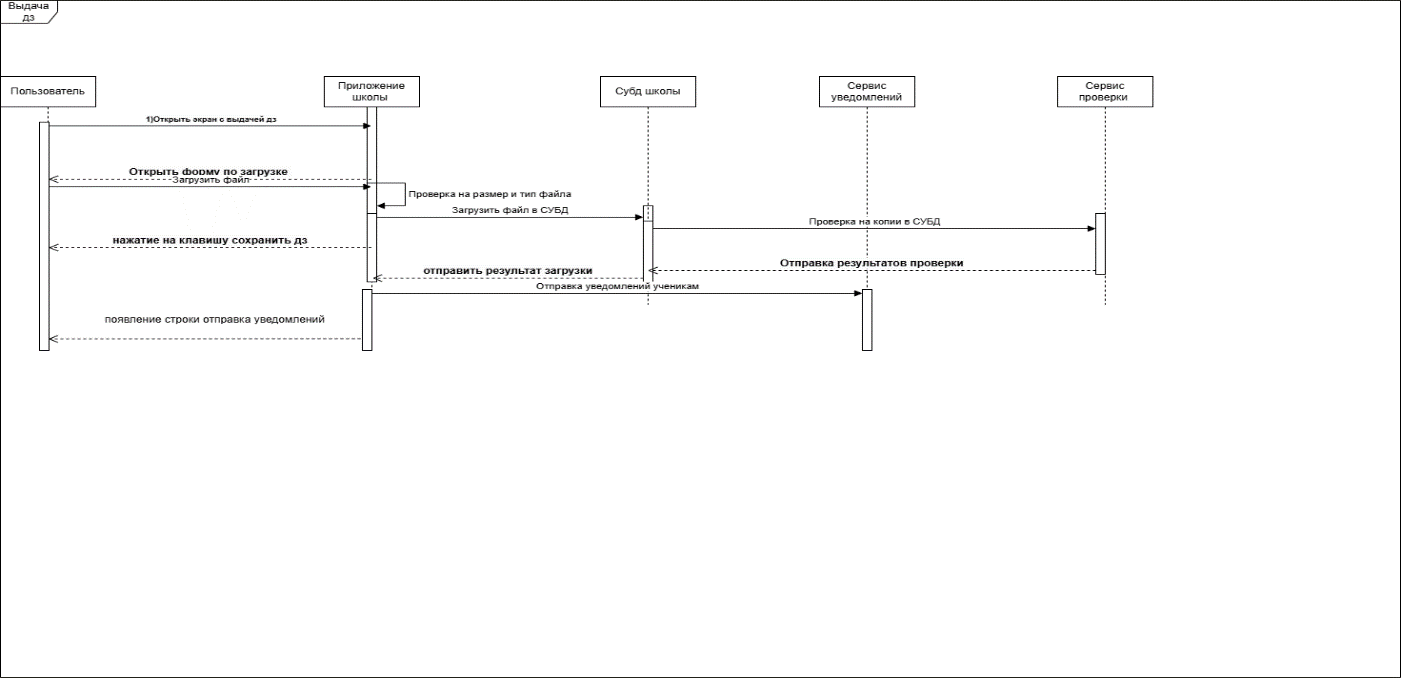 Выдача
дз
Пользователь
Приложение
школы
Субд школы
Сервис
уведомлений
Сервис
проверки
1)Открыть экран с выдачей дз
Открыть форму по загрузке
Загрузить файл
Проверка на размер и тип файла
Загрузить файл в СУБД
Проверка на копии в СУБД
нажатие на клавишу сохранить дз
Отправка результатов проверки
отправить результат загрузки
Отправка уведомлений ученикам
появление строки отправка уведомлений